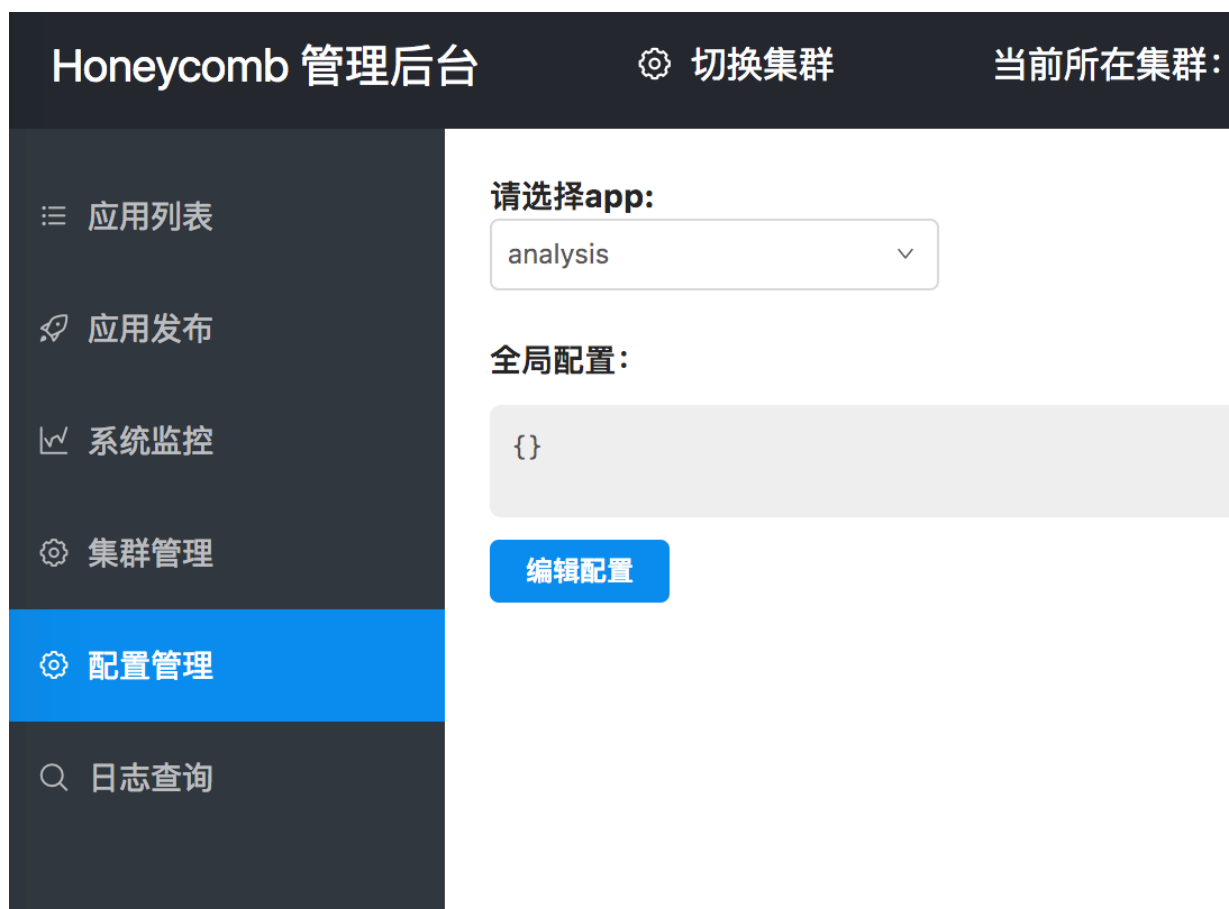 Honeycomb 管理后台
切换集群
当前所在集群：
应用列表
应用发布
系统监控
集群管理
配置管理
日志查询
请选择app:
analysis
全局配置：
{}
编辑配置